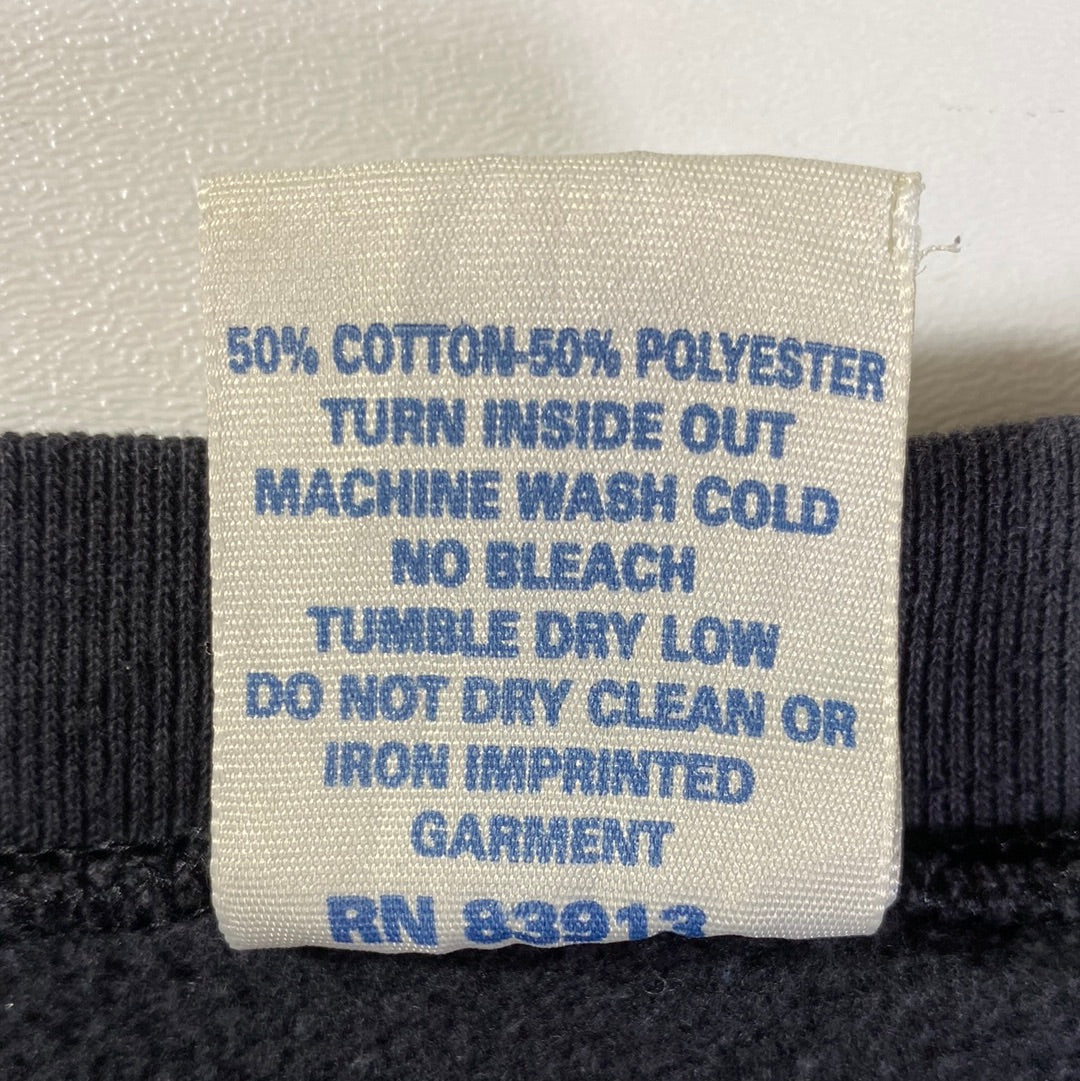 50% COTTON-50% POLYESTER
TURN INSIDE OUT
MACHINE WASH COLD
NO BLEACH
TUMBLE DRY LOW
DO NOT DRY CLEAN OR
IRON IMPRINTED
GARMENT
RN 83913